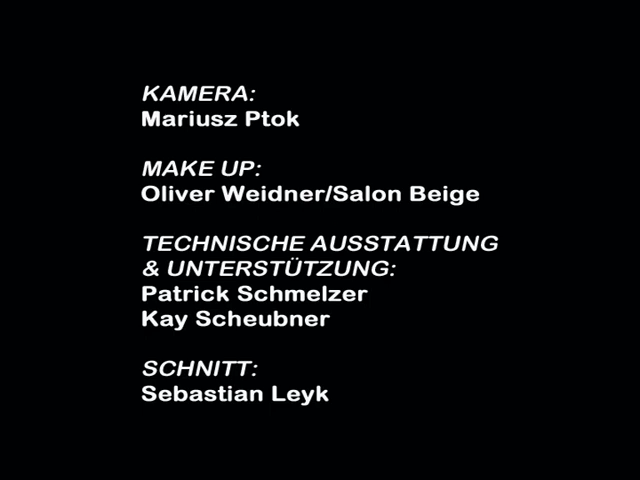 KAMERA:
Mariusz Ptok
MAKE UP:
Oliver Weidner/Salon Beige
TECHNISCHE AUSSTATTUNG
& UNTERSTÜTZUNG:
Patrick Schmelzer
Kay Scheubner
SCHNITT:
Sebastian Leyk